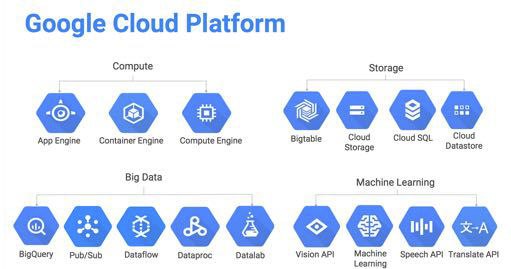 Google Cloud Platform
Compute
App Engine
Container Engine
Compute Engine
Storage
Bigtable
Cloud
Storage
Cloud SQL
Cloud
Datastore
Big Data
BigQuery
Pub/Sub
Dataflow
Dataproc
Datalab
Machine Learning
Vision API
Machine
Learning
Speech API
文→A
Translate API